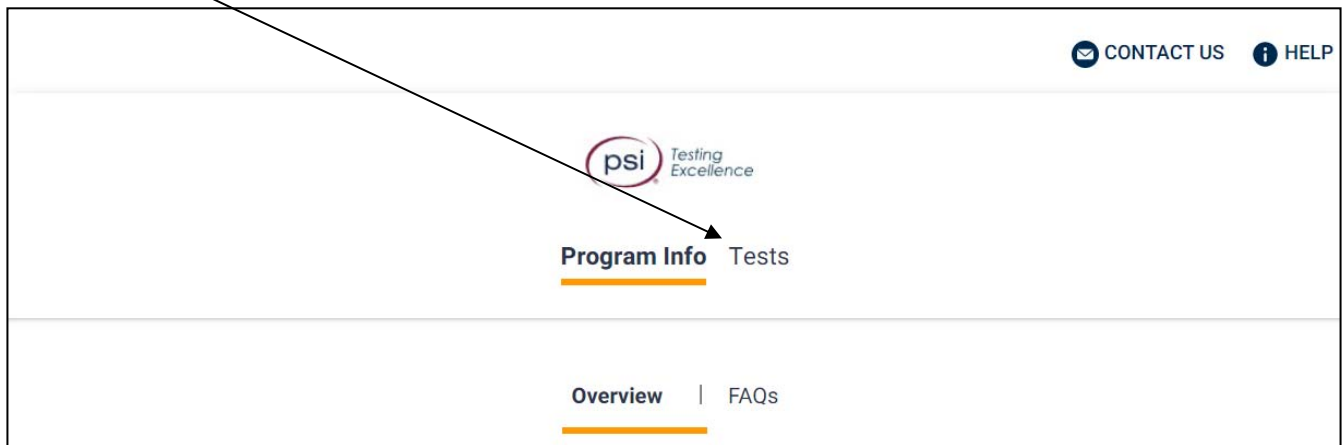 CONTACT US HELP
psi Testing
Excellence
Program Info Tests
Overview | FAQs